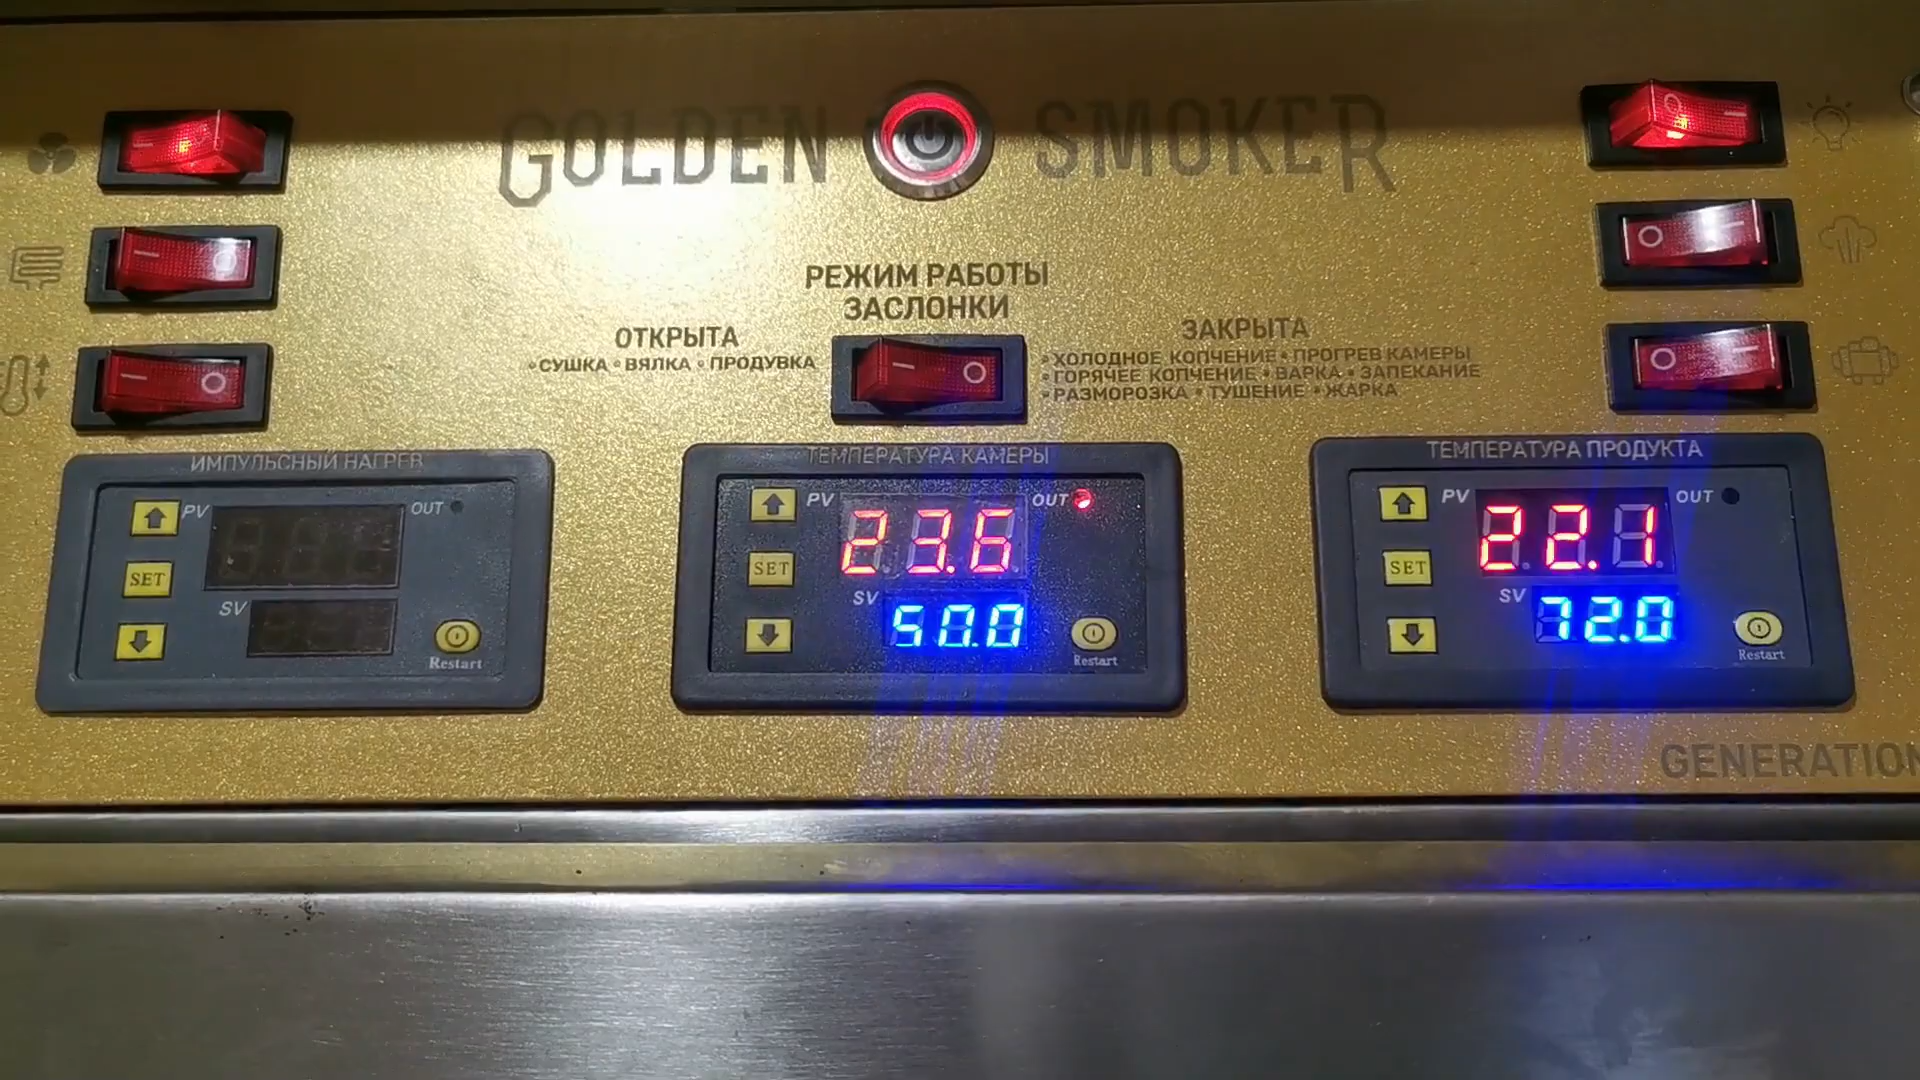 GOLDEN SMOKER
РЕЖИМ РАБОТЫ
ЗАСЛОНКИ
ОТКРЫТА
•СУШКА • ВЯЛКА • ПРОДУВКА
ЗАКРЫТА
•ХОЛОДНОЕ КОПЧЕНИЕ • ПРОГРЕВ КАМЕРЫ
•ГОРЯЧЕЕ КОПЧЕНИЕ • ВАРКА • ЗАПЕКАНИЕ
•РАЗМОРОЗКА • ТУШЕНИЕ • ЖАРКА
ИМПУЛЬСНЫЙ НАГРЕВ
PV
OUT
SET
SV
Restart
ТЕМПЕРАТУРА КАМЕРЫ
PV
23.6
OUT
SET
SV
50.0
Restart
ТЕМПЕРАТУРА ПРОДУКТА
PV
22.1
OUT
SET
SV
72.0
Restart
GENERATION